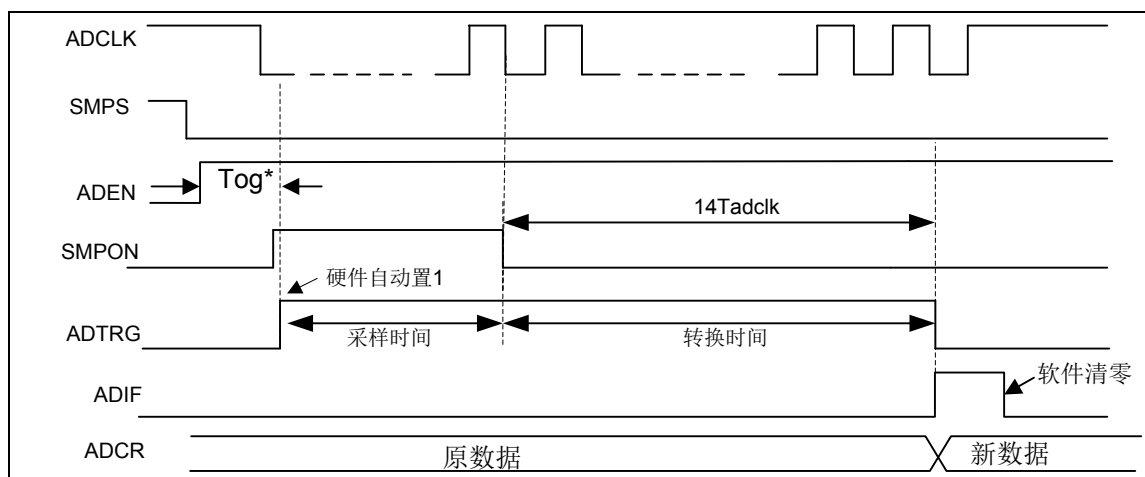 ADCLK
SMPS
ADEN
Tog*
14Tadclk
SMPON
硬件自动置1
ADTRG
采样时间
转换时间
ADIF
软件清零
ADCR
原数据
新数据